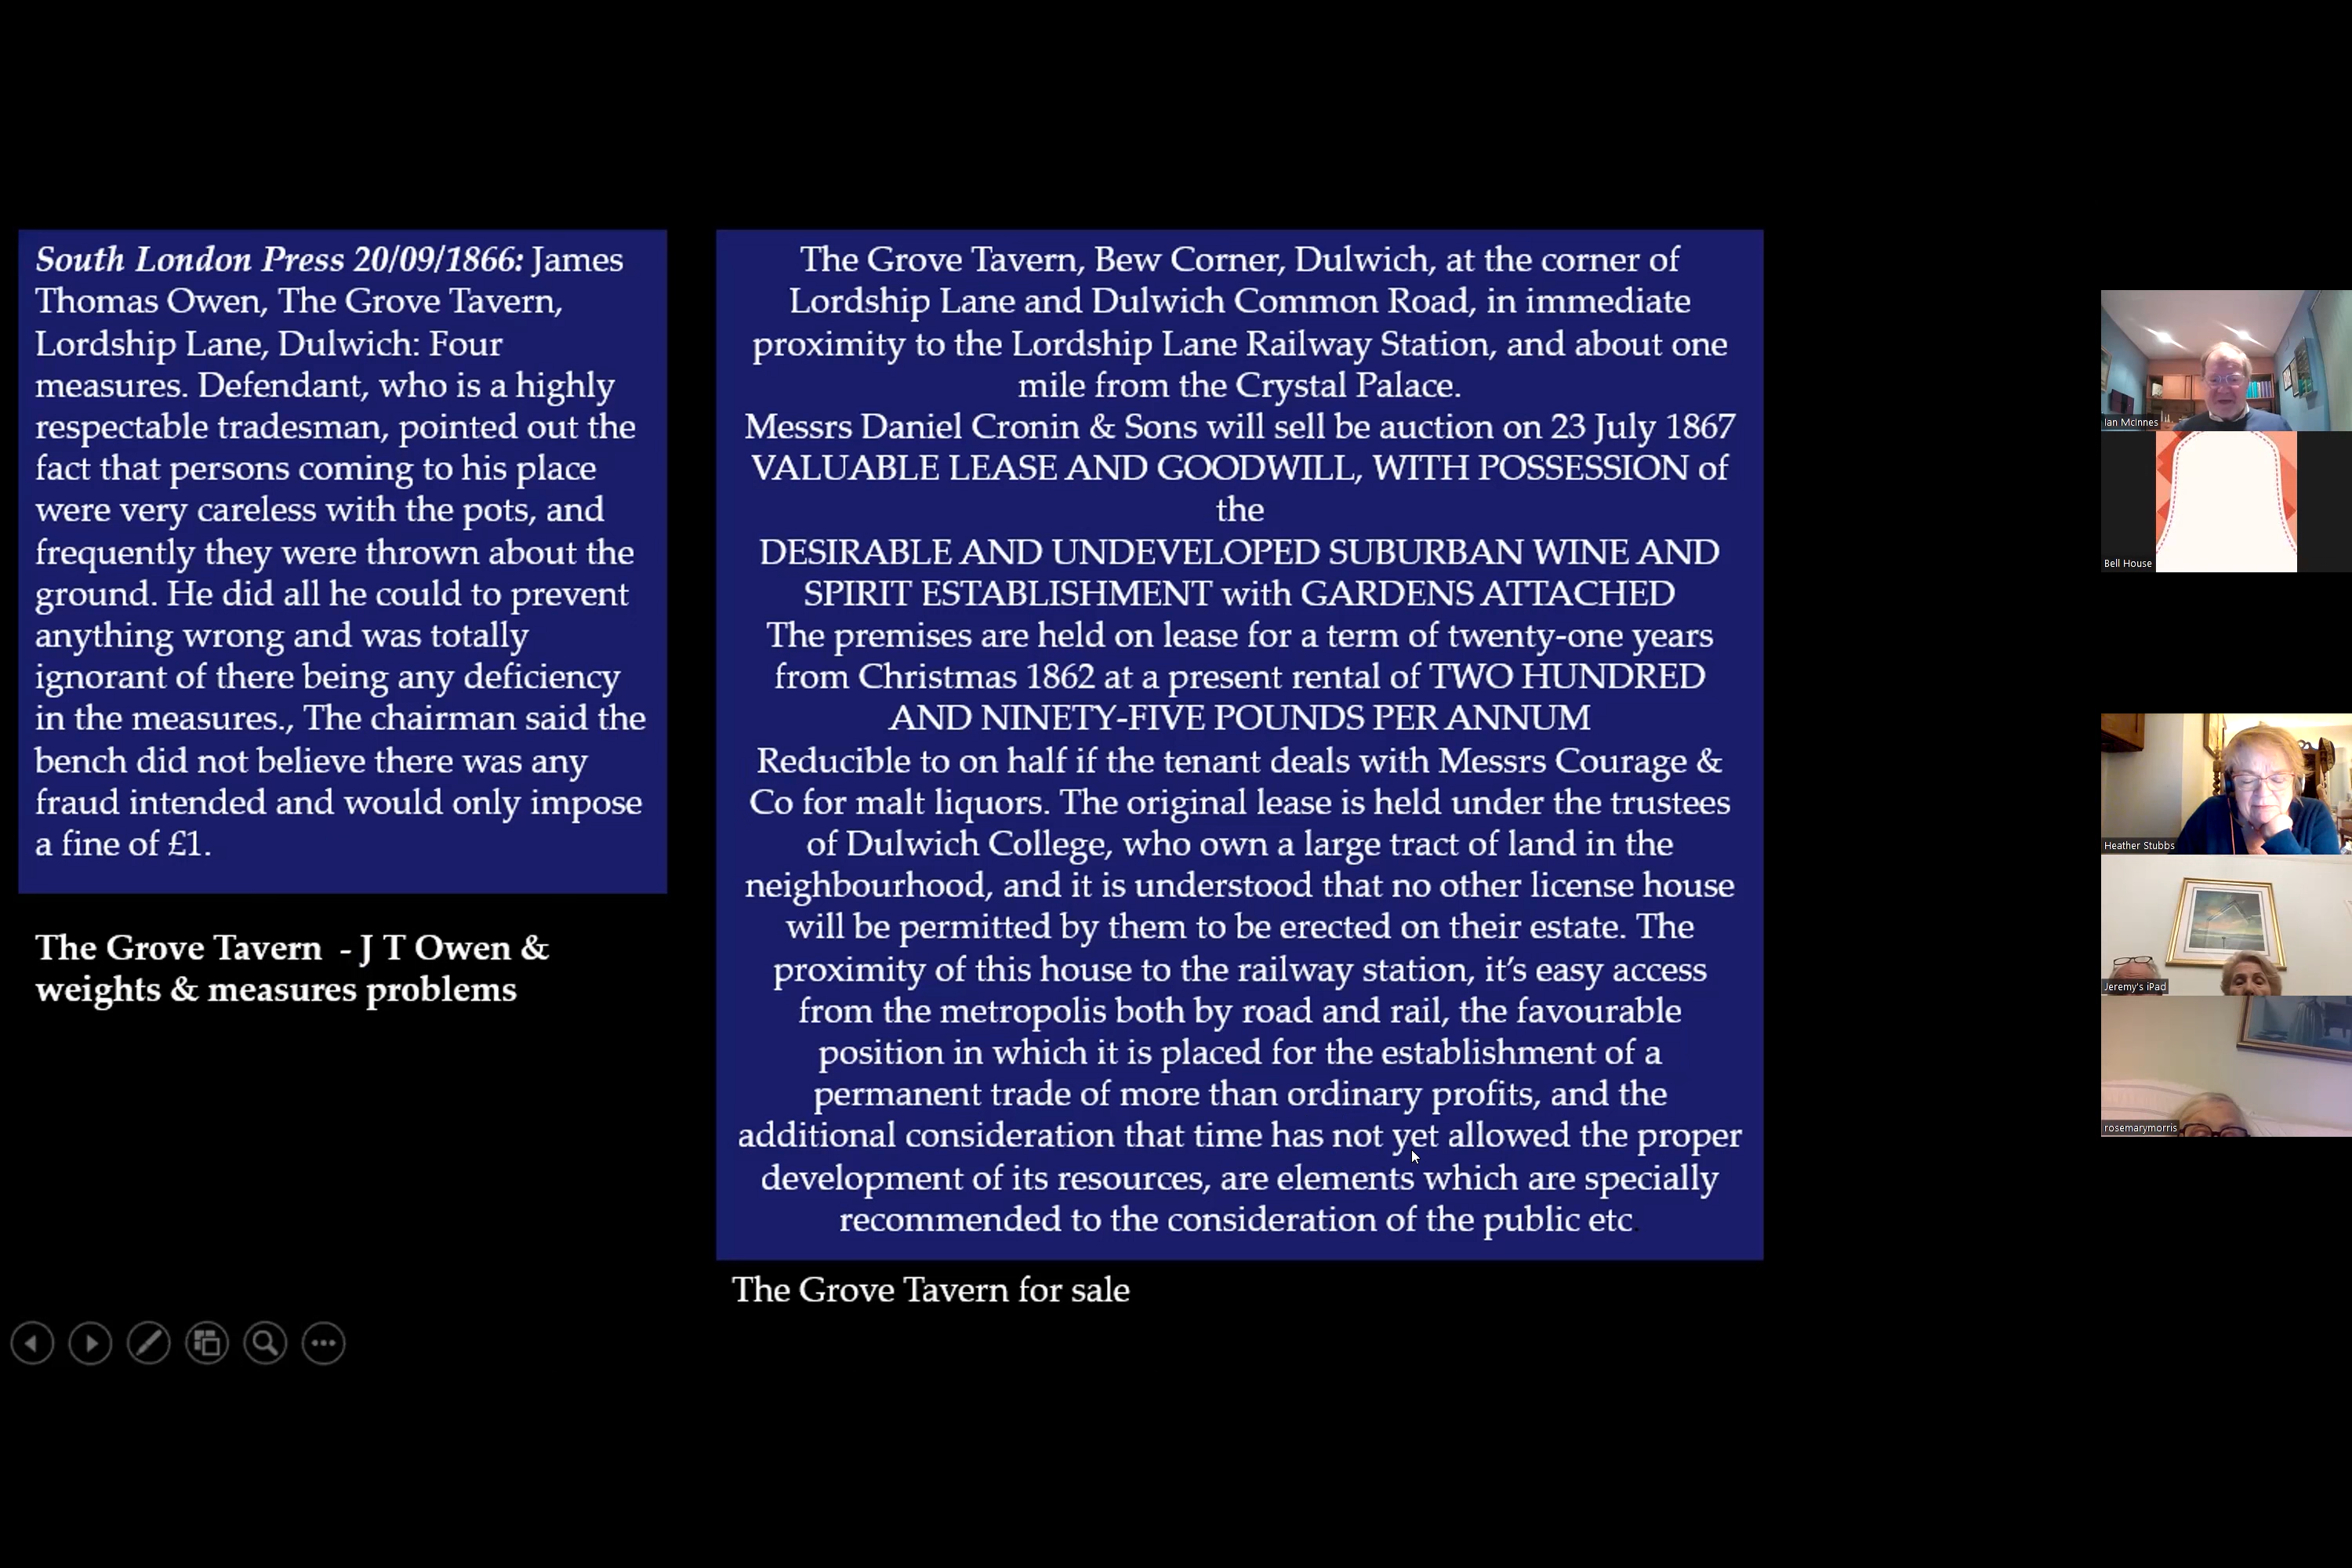 South London Press 20/09/1866: James
Thomas Owen, The Grove Tavern,
Lordship Lane, Dulwich: Four
measures. Defendant, who is a highly
respectable tradesman, pointed out the
fact that persons coming to his place
were very careless with the pots, and
frequently they were thrown about the
ground. He did all he could to prevent
anything wrong and was totally
ignorant of there being any deficiency
in the measures., The chairman said the
bench did not believe there was any
fraud intended and would only impose
a fine of £1.
The Grove Tavern - J T Owen &
weights & measures problems
The Grove Tavern, Bew Corner, Dulwich, at the corner of
Lordship Lane and Dulwich Common Road, in immediate
proximity to the Lordship Lane Railway Station, and about one
mile from the Crystal Palace.
Messrs Daniel Cronin & Sons will sell be auction on 23 July 1867
VALUABLE LEASE AND GOODWILL, WITH POSSESSION of
the
DESIRABLE AND UNDEVELOPED SUBURBAN WINE AND
SPIRIT ESTABLISHMENT with GARDENS ATTACHED
The premises are held on lease for a term of twenty-one years
from Christmas 1862 at a present rental of TWO HUNDRED
AND NINETY-FIVE POUNDS PER ANNUM
Reducible to on half if the tenant deals with Messrs Courage &
Co for malt liquors. The original lease is held under the trustees
of Dulwich College, who own a large tract of land in the
neighbourhood, and it is understood that no other license house
will be permitted by them to be erected on their estate. The
proximity of this house to the railway station, it's easy access
from the metropolis both by road and rail, the favourable
position in which it is placed for the establishment of a
permanent trade of more than ordinary profits, and the
additional consideration that time has not yet allowed the proper
development of its resources, are elements which are specially
recommended to the consideration of the public etc.
The Grove Tavern for sale
Ian McInnes
Bell House
Heather Stubbs
Jeremy's iPad
rosemarymorris